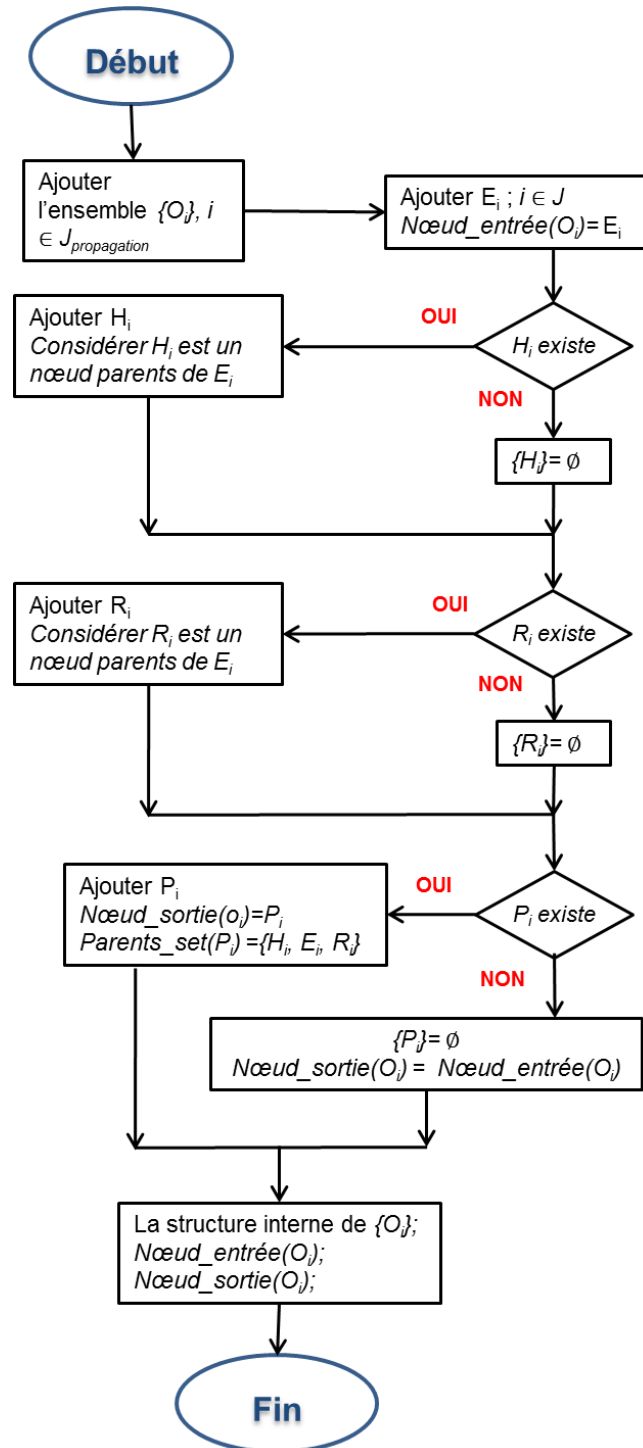 Début
Ajouter
l'ensemble {Oᵢ}, i
∈ J_propagation
Ajouter Eᵢ ; i ∈ J
Nœud_entrée(Oᵢ)= Eᵢ
Hᵢ existe
OUI
Ajouter Hᵢ
Considérer Hᵢ est un
nœud parents de Eᵢ
NON
{Hᵢ}= ∅
Rᵢ existe
OUI
Ajouter Rᵢ
Considérer Rᵢ est un
nœud parents de Eᵢ
NON
{Rᵢ}= ∅
Pᵢ existe
OUI
Ajouter Pᵢ
Nœud_sortie(oᵢ)=Pᵢ
Parents_set(Pᵢ) ={Hᵢ, Eᵢ, Rᵢ}
NON
{Pᵢ}= ∅
Nœud_sortie(Oᵢ) = Nœud_entrée(Oᵢ)
La structure interne de {Oᵢ};
Nœud_entrée(Oᵢ);
Nœud_sortie(Oᵢ);
Fin